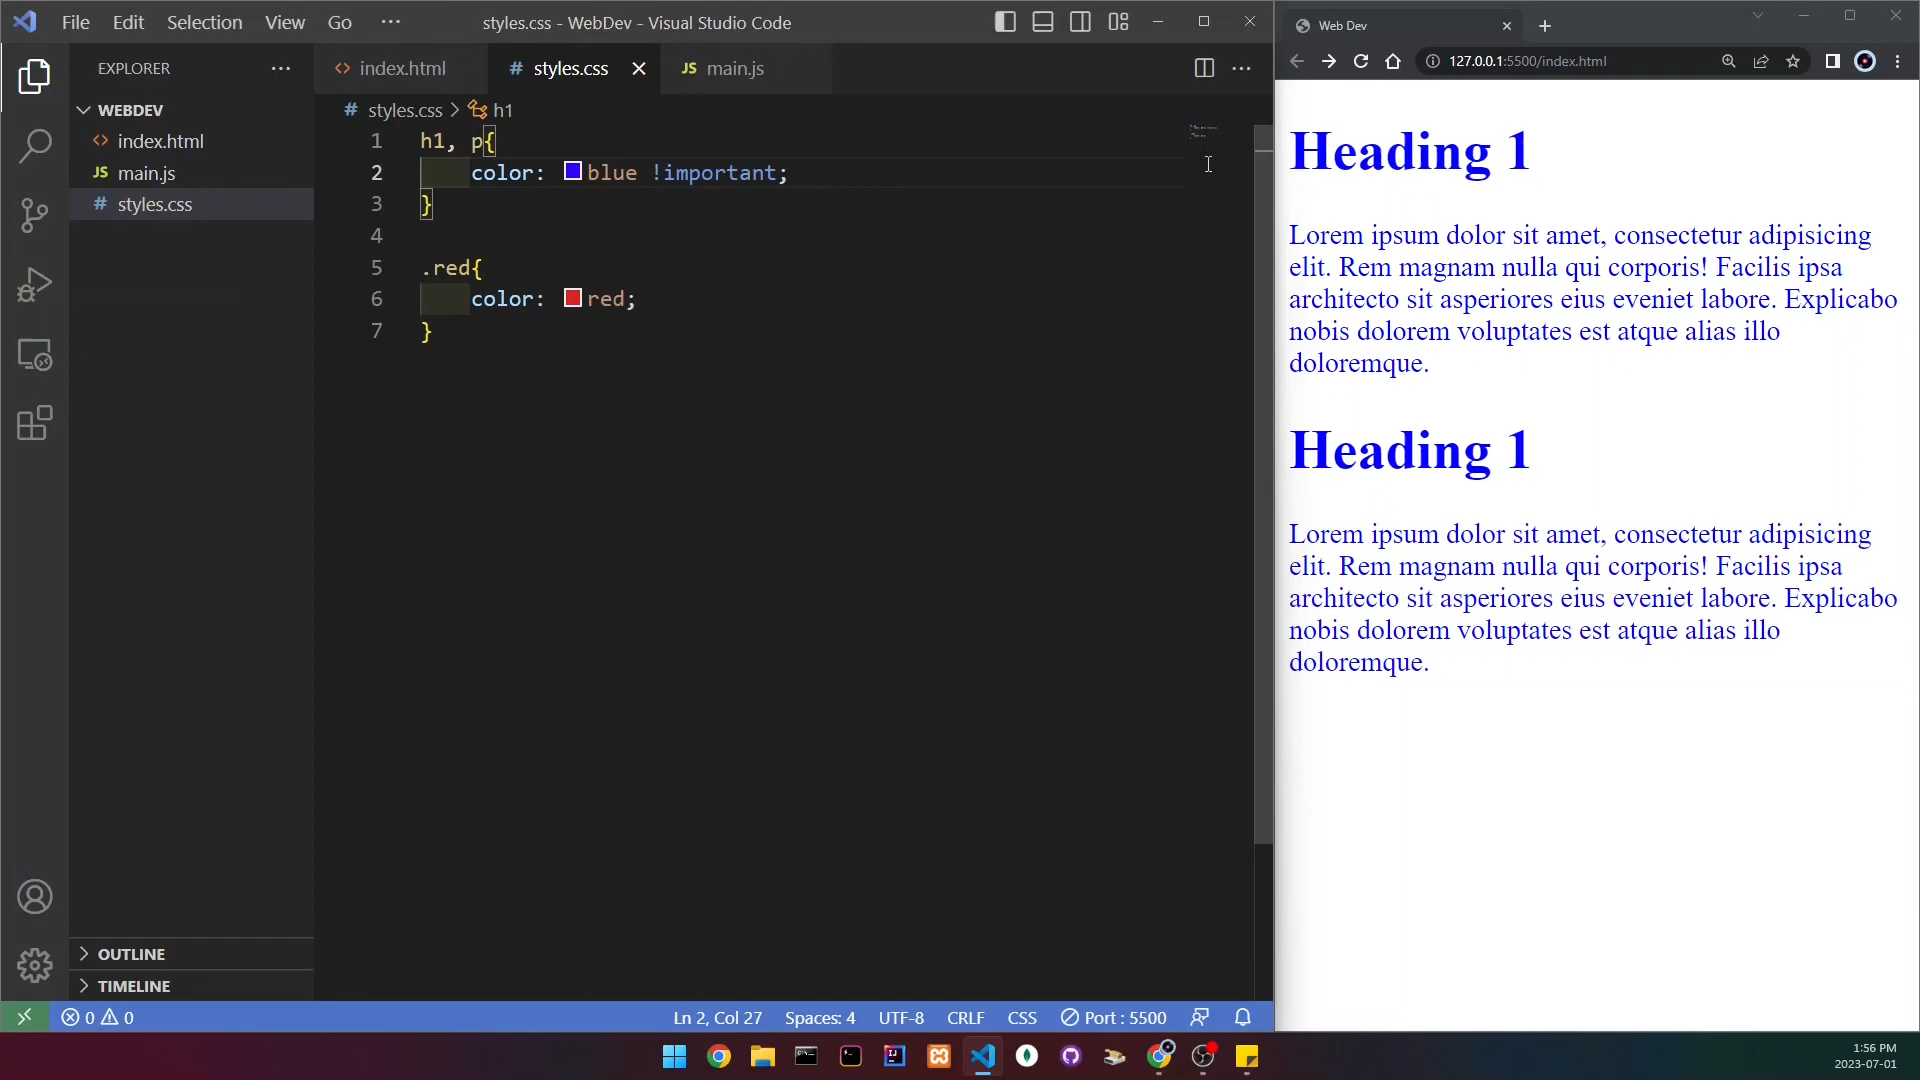 File Edit Selection View Go ···
styles.css - WebDev - Visual Studio Code
EXPLORER
WEBDEV
index.html
JS main.js
# styles.css
OUTLINE
TIMELINE
index.html
# styles.css
JS main.js
# styles.css > h1
1 h1, p{
2 color: blue !important;
3 }
4
5 .red{
6 color: red;
7 }
0 0
Ln 2, Col 27 Spaces: 4 UTF-8 CRLF CSS Port : 5500
Web Dev
127.0.0.1:5500/index.html
Heading 1
Lorem ipsum dolor sit amet, consectetur adipisicing
elit. Rem magnam nulla qui corporis! Facilis ipsa
architecto sit asperiores eius eveniet labore. Explicabo
nobis dolorem voluptates est atque alias illo
doloremque.
Heading 1
Lorem ipsum dolor sit amet, consectetur adipisicing
elit. Rem magnam nulla qui corporis! Facilis ipsa
architecto sit asperiores eius eveniet labore. Explicabo
nobis dolorem voluptates est atque alias illo
doloremque.
1:56 PM
2023-07-01